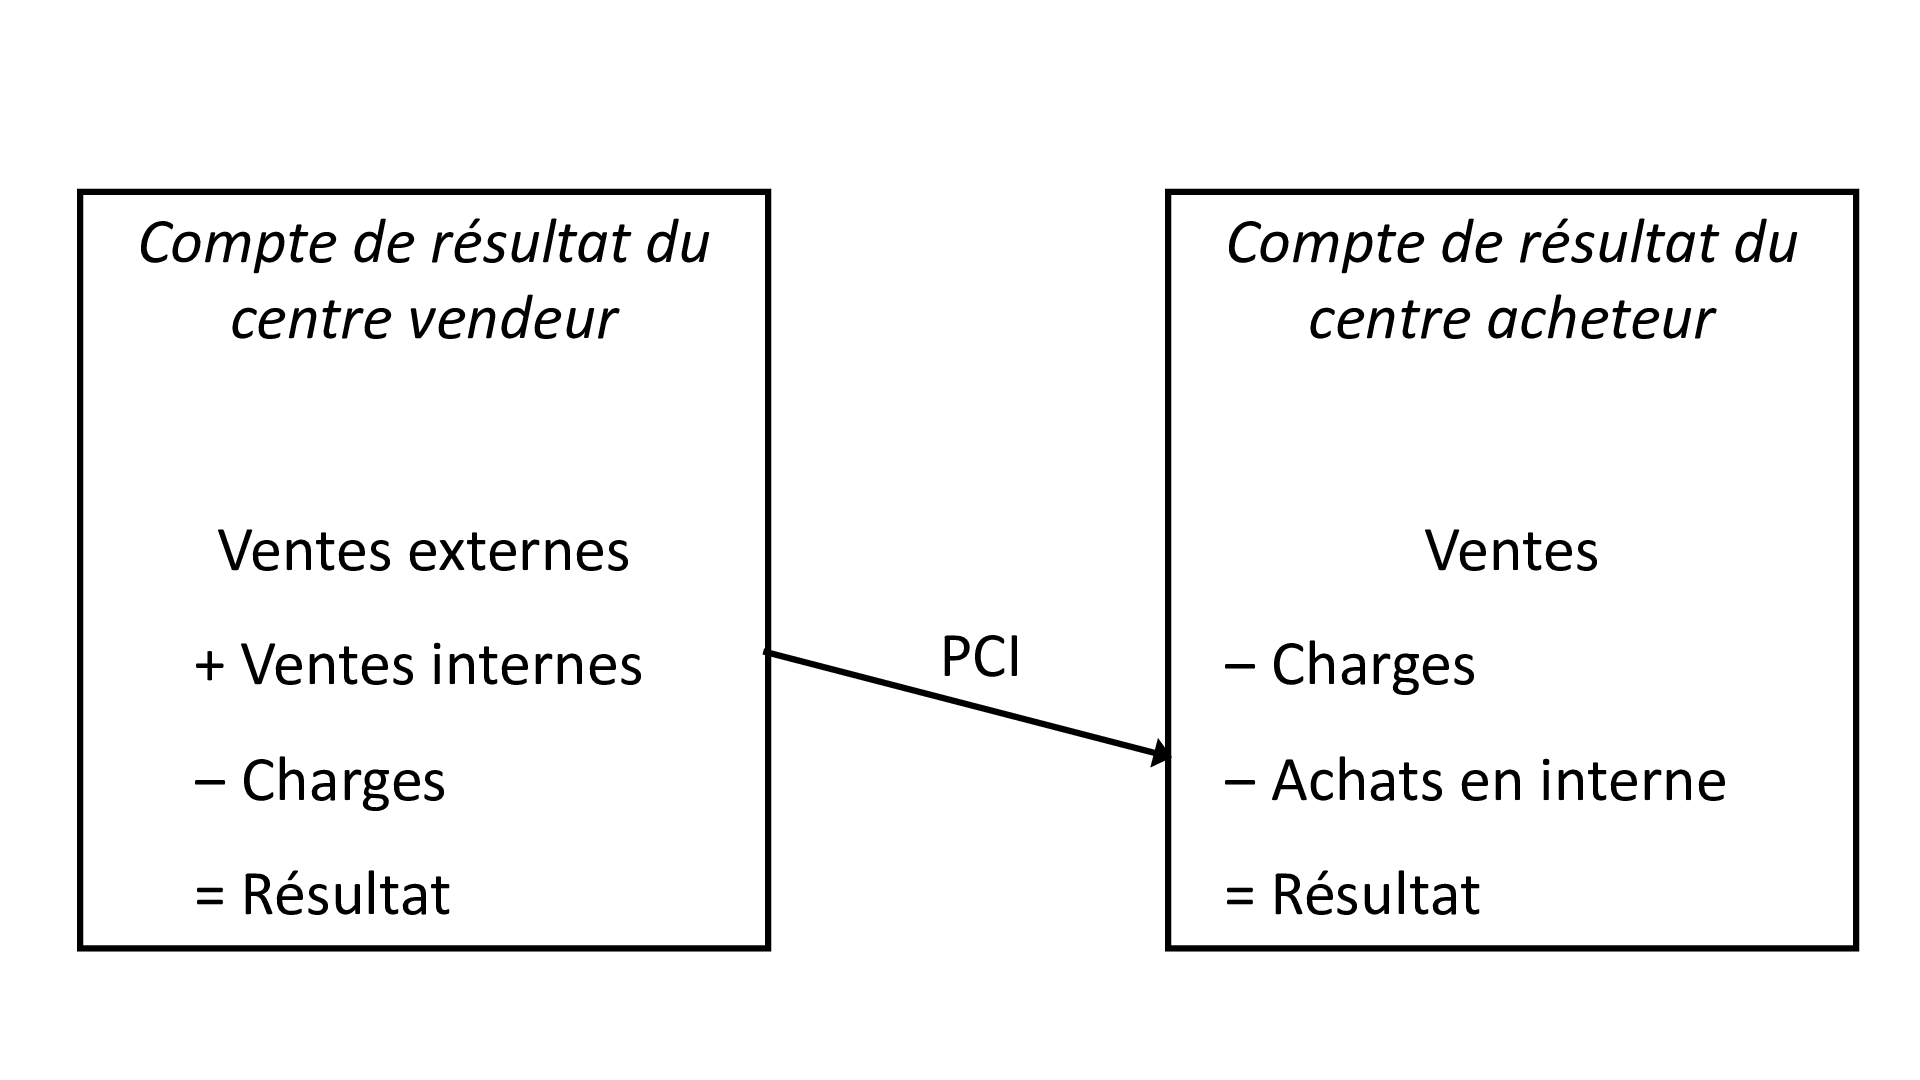 Compte de résultat du
centre vendeur
Ventes externes
+ Ventes internes
– Charges
= Résultat
PCI
Compte de résultat du
centre acheteur
Ventes
– Charges
– Achats en interne
= Résultat